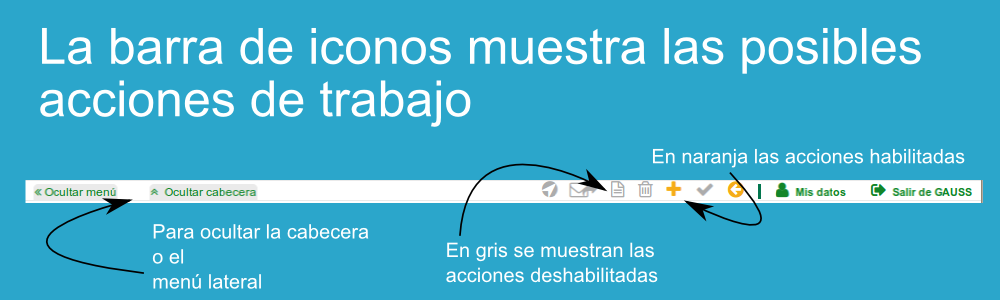 La barra de iconos muestra las posibles
acciones de trabajo
En naranja las acciones habilitadas
Ocultar menú
Ocultar cabecera
Mis datos
Salir de GAUSS
Para ocultar la cabecera
o el
menú lateral
En gris se muestran las
acciones deshabilitadas